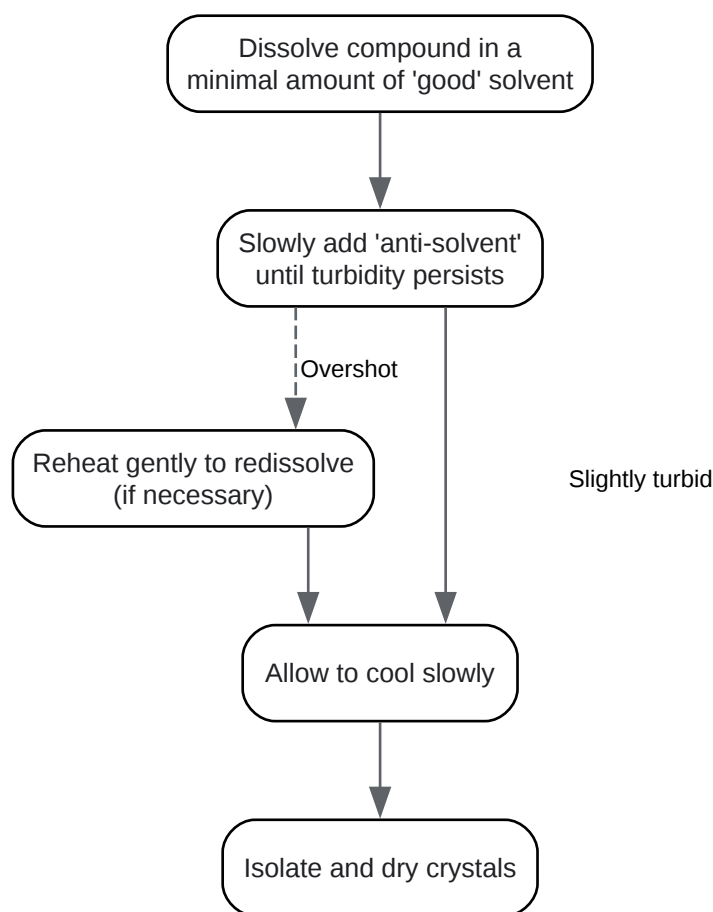 Dissolve compound in a
minimal amount of 'good' solvent
Slowly add 'anti-solvent'
until turbidity persists
Overshot
Reheat gently to redissolve
(if necessary)
Slightly turbid
Allow to cool slowly
Isolate and dry crystals